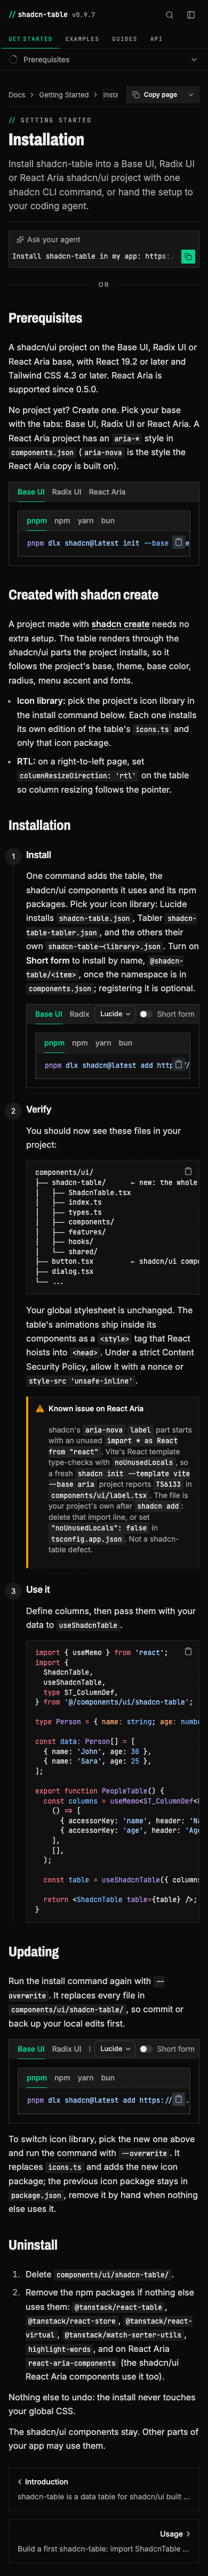 // shadcn-table v0.9.7
GET STARTED EXAMPLES GUIDES API
Prerequisites
Docs > Getting Started > Insta
Copy page
// GETTING STARTED
Installation
Install shadcn-table into a Base UI, Radix UI
or React Aria shadcn/ui project with one
shadcn CLI command, or hand the setup to
your coding agent.
Ask your agent
Install shadcn-table in my app: https:/
OR
Prerequisites
A shadcn/ui project on the Base UI, Radix UI or
React Aria base, with React 19.2 or later and
Tailwind CSS 4.3 or later. React Aria is
supported since 0.5.0.
No project yet? Create one. Pick your base
with the tabs: Base UI, Radix UI or React Aria. A
React Aria project has an aria-* style in
components.json (aria-nova is the style the
React Aria copy is built on).
Base UI Radix UI React Aria
pnpm npm yarn bun
pnpm dlx shadcn@latest init --base
Created with shadcn create
A project made with shadcn create needs no
extra setup. The table renders through the
shadcn/ui parts the project installs, so it
follows the project's base, theme, base color,
radius, menu accent and fonts.
• Icon library: pick the project's icon library in
the install command below. Each one installs
its own edition of the table's icons.ts and
only that icon package.
• RTL: on a right-to-left page, set
columnResizeDirection: 'rtl' on the table
so column resizing follows the pointer.
Installation
1 Install
One command adds the table, the
shadcn/ui components it uses and its npm
packages. Pick your icon library: Lucide
installs shadcn-table.json, Tabler shadcn-
table-tabler.json, and the others their
own shadcn-table-<library>.json. Turn on
Short form to install by name, @shadcn-
table/<item>, once the namespace is in
components.json; registering it is optional.
Base UI Radix Lucide Short form
pnpm npm yarn bun
pnpm dlx shadcn@latest add http
2 Verify
You should now see these files in your
project:
components/ui/
├── shadcn-table/ ← new: the whole
│ ├── ShadcnTable.tsx
│ ├── index.ts
│ ├── types.ts
│ ├── components/
│ ├── features/
│ ├── hooks/
│ └── shared/
├── button.tsx ← shadcn/ui compo
├── dialog.tsx
└── ...
Your global stylesheet is unchanged. The
table's animations ship inside its
components as a <style> tag that React
hoists into <head>. Under a strict Content
Security Policy, allow it with a nonce or
style-src 'unsafe-inline'.
Known issue on React Aria
shadcn's aria-nova label part starts
with an unused import * as React
from "react". Vite's React template
type-checks with noUnusedLocals, so
a fresh shadcn init --template vite
--base aria project reports TS6133 in
components/ui/label.tsx. The file is
your project's own after shadcn add:
delete that import line, or set
"noUnusedLocals": false in
tsconfig.app.json. Not a shadcn-
table defect.
3 Use it
Define columns, then pass them with your
data to useShadcnTable.
import { useMemo } from 'react';
import {
ShadcnTable,
useShadcnTable,
type ST_ColumnDef,
} from '@/components/ui/shadcn-table';
type Person = { name: string; age: numb
const data: Person[] = [
{ name: 'John', age: 30 },
{ name: 'Sara', age: 25 },
];
export function PeopleTable() {
const columns = useMemo<ST_ColumnDef<
() => [
{ accessorKey: 'name', header: 'Na
{ accessorKey: 'age', header: 'Age
],
[],
);
const table = useShadcnTable({ columns
return <ShadcnTable table={table} />;
}
Updating
Run the install command again with --
overwrite. It replaces every file in
components/ui/shadcn-table/, so commit or
back up your local edits first.
Base UI Radix UI Lucide Short form
pnpm npm yarn bun
pnpm dlx shadcn@latest add https://
To switch icon library, pick the new one above
and run the command with --overwrite. It
replaces icons.ts and adds the new icon
package; the previous icon package stays in
package.json, remove it by hand when nothing
else uses it.
Uninstall
1. Delete components/ui/shadcn-table/.
2. Remove the npm packages if nothing else
uses them: @tanstack/react-table,
@tanstack/react-store, @tanstack/react-
virtual, @tanstack/match-sorter-utils,
highlight-words, and on React Aria
react-aria-components (the shadcn/ui
React Aria components use it too).
Nothing else to undo: the install never touches
your global CSS.
The shadcn/ui components stay. Other parts of
your app may use them.
Introduction
shadcn-table is a data table for shadcn/ui built ...
Usage
Build a first shadcn-table: import ShadcnTable ...